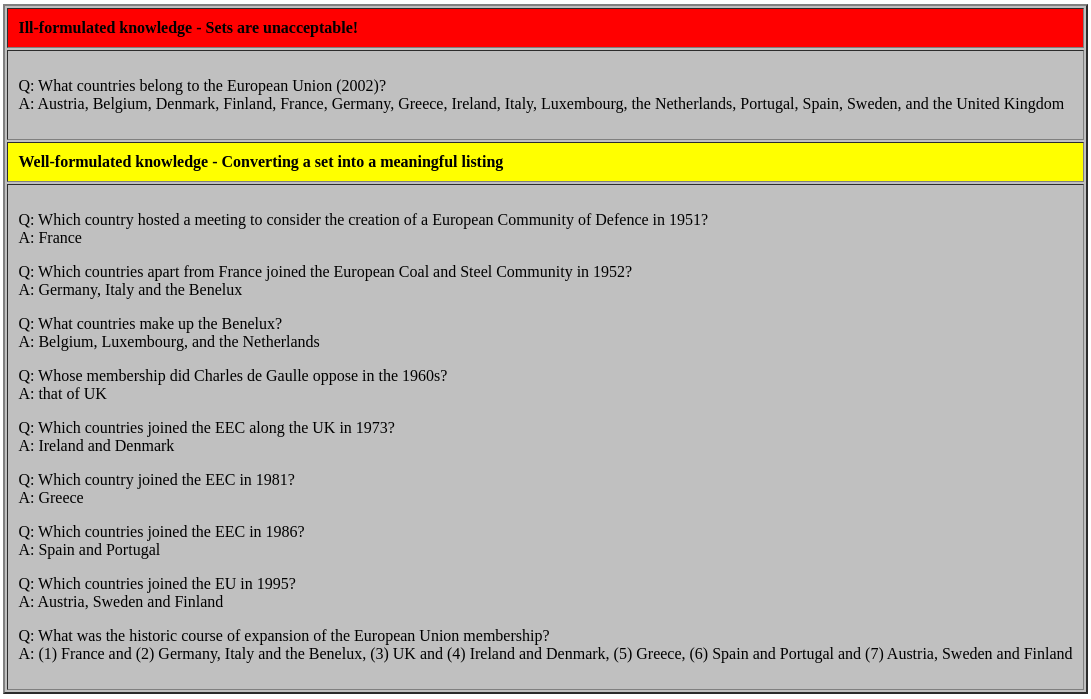 Ill-formulated knowledge - Sets are unacceptable!
Q: What countries belong to the European Union (2002)?
A: Austria, Belgium, Denmark, Finland, France, Germany, Greece, Ireland, Italy, Luxembourg, the Netherlands, Portugal, Spain, Sweden, and the United Kingdom
Well-formulated knowledge - Converting a set into a meaningful listing
Q: Which country hosted a meeting to consider the creation of a European Community of Defence in 1951?
A: France
Q: Which countries apart from France joined the European Coal and Steel Community in 1952?
A: Germany, Italy and the Benelux
Q: What countries make up the Benelux?
A: Belgium, Luxembourg, and the Netherlands
Q: Whose membership did Charles de Gaulle oppose in the 1960s?
A: that of UK
Q: Which countries joined the EEC along the UK in 1973?
A: Ireland and Denmark
Q: Which country joined the EEC in 1981?
A: Greece
Q: Which countries joined the EEC in 1986?
A: Spain and Portugal
Q: Which countries joined the EU in 1995?
A: Austria, Sweden and Finland
Q: What was the historic course of expansion of the European Union membership?
A: (1) France and (2) Germany, Italy and the Benelux, (3) UK and (4) Ireland and Denmark, (5) Greece, (6) Spain and Portugal and (7) Austria, Sweden and Finland